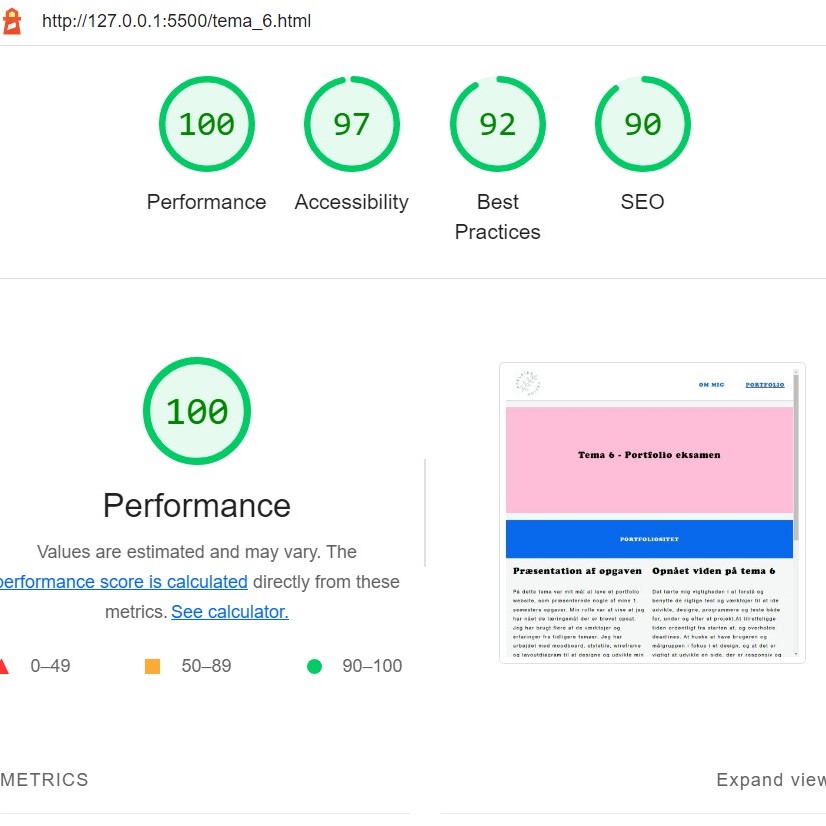 http://127.0.0.1:5500/tema_6.html
100
97
92
90
Performance
Accessibility
Best
Practices
SEO
100
Performance
Values are estimated and may vary. The
performance score is calculated directly from these
metrics. See calculator.
0–49
50–89
90–100
OM MIG
PORTFOLIO
Tema 6 - Portfolio eksamen
PORTFOLIOSITET
Præsentation af opgaven
På dette tema var mit mål at lave et portfolio
website, som præsenterede nogle af mine 1.
semesters opgaver. Min rolle var at vise at jeg
har nået de læringsmål der er blevet opsat.
Jeg har brugt flere af de værktøjer og
erfaringer fra tidligere temaer. Jeg har
arbejdet med moodboard, styletile, wireframe
og layoutdiagram til at designe og udvikle min
Opnået viden på tema 6
Det lærte mig vigtigheden i at forstå og
benytte de rigtige test og værktøjer til at ide
udvikle, designe, programmere og teste både
før, under og efter et projekt. At tilrettelægge
tiden ordentligt fra starten af, og overholde
deadlines. At huske at have brugeren og
målgruppen i fokus i et design, og at det er
vigtigt at udvikle en side, der er responsiv og
METRICS
Expand view